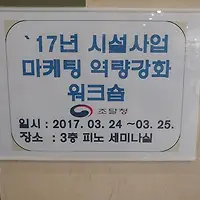 '17년 시설사업
마케팅 역량강화
워크숍
조달청
일시 : 2017. 03. 24 ~03. 25.
장소 : 3층 피노 세미나실